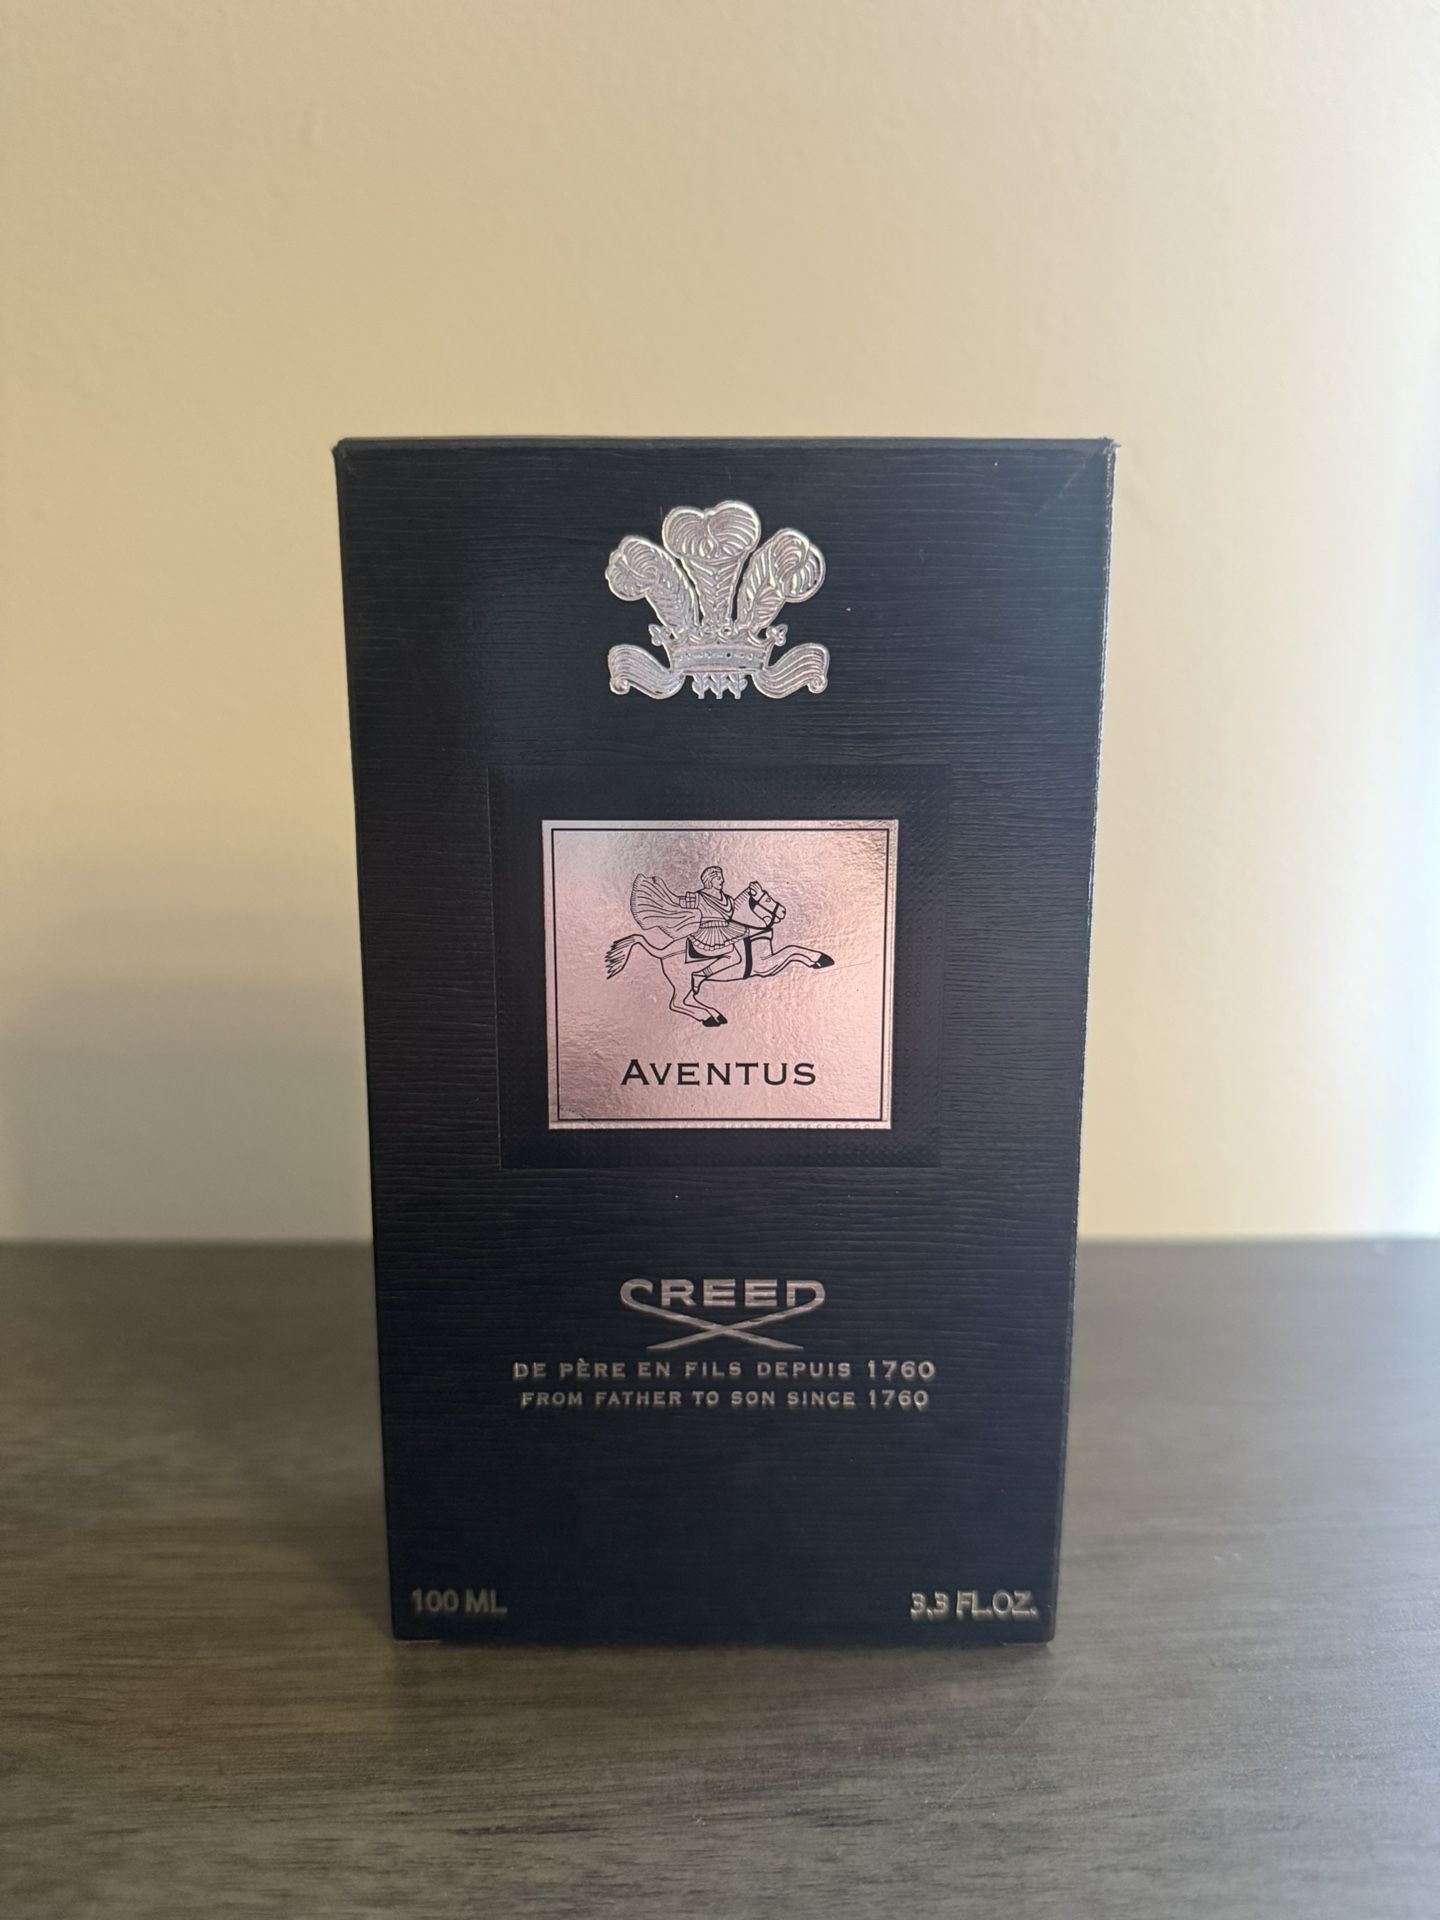 AVENTUS
CREED
DE PÈRE EN FILS DEPUIS 1760
FROM FATHER TO SON SINCE 1760
100 ML 3.3 FL.OZ.